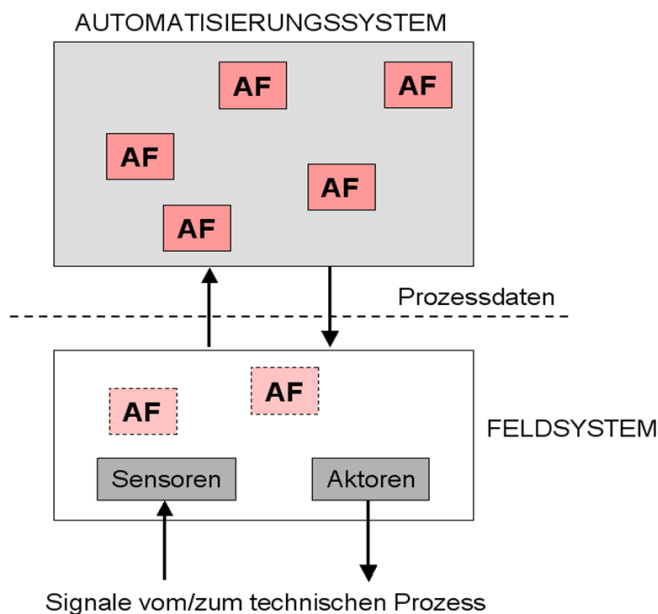 AUTOMATISIERUNGSSYSTEM
AF
AF
AF
AF
AF
Prozessdaten
AF
AF
FELDSYSTEM
Sensoren
Aktoren
Signale vom/zum technischen Prozess